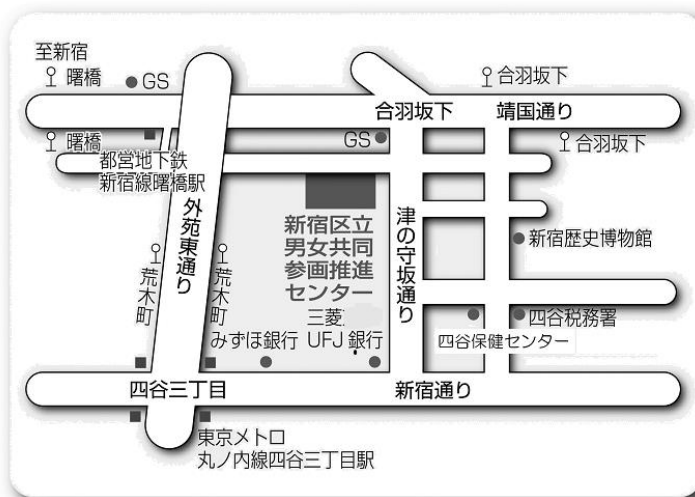 至新宿
曙橋
GS
合羽坂下
合羽坂下
靖国通り
曙橋
GS
合羽坂下
都営地下鉄
新宿線曙橋駅
外苑東通り
新宿区立
男女共同
参画推進
センター
津の守坂通り
新宿歴史博物館
荒木町
荒木町
三菱
みずほ銀行
UFJ 銀行
四谷税務署
四谷保健センター
四谷三丁目
新宿通り
東京メトロ
丸ノ内線四谷三丁目駅